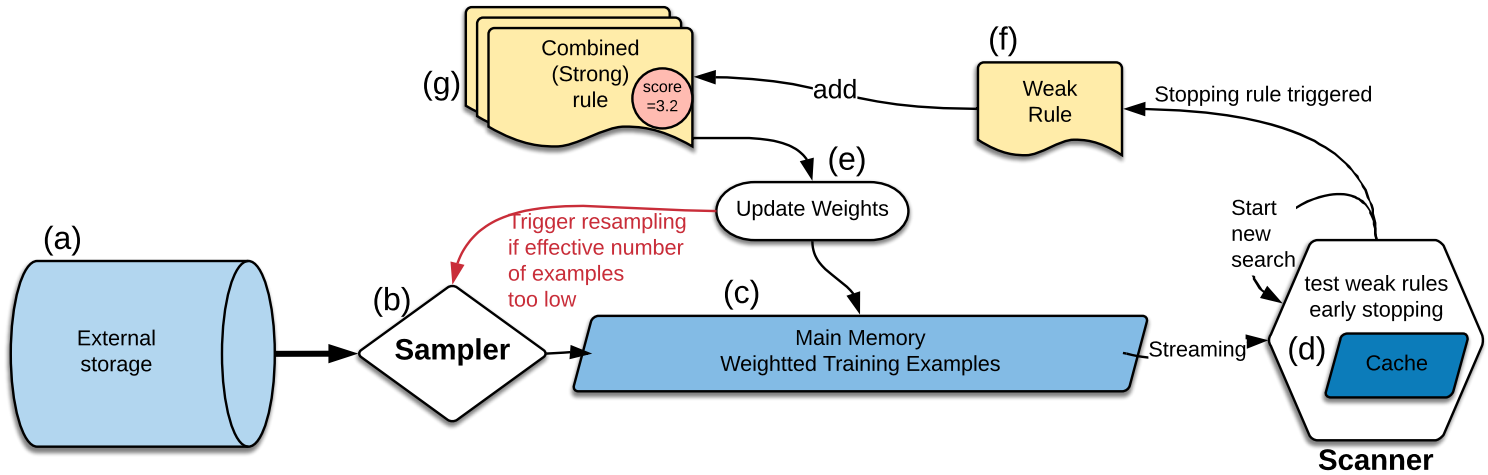 (g)
Combined
(Strong)
rule
score
=3.2
add
(f)
Weak
Rule
Stopping rule triggered
(e)
Update Weights
Trigger resampling
if effective number
of examples
too low
(a)
External
storage
(b)
Sampler
(c)
Main Memory
Weightted Training Examples
Streaming
Start
new
search
test weak rules
early stopping
(d)
Cache
Scanner